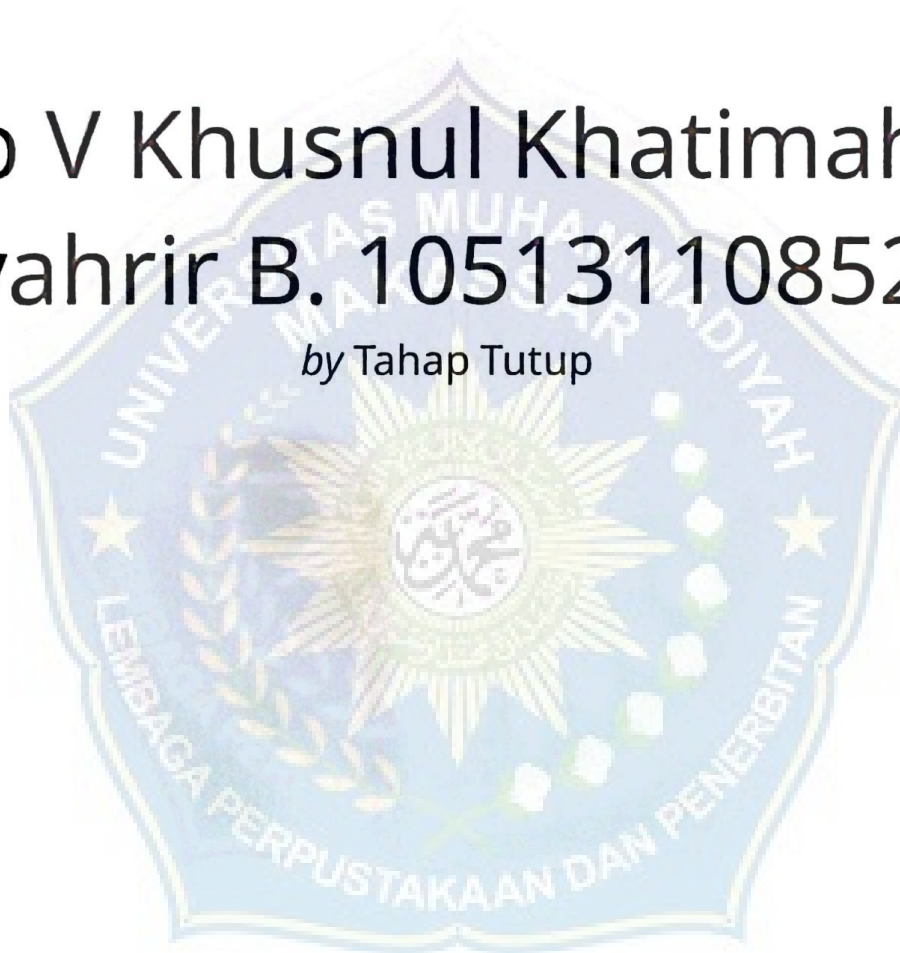 V Khusnul Khatimah
ahrir B. 10513110852
by Tahap Tutup
UNIVERSITAS MUHAMMADIYAH
MAKASSAR
LEMBAGA PERPUSTAKAAN DAN PENERBITAN